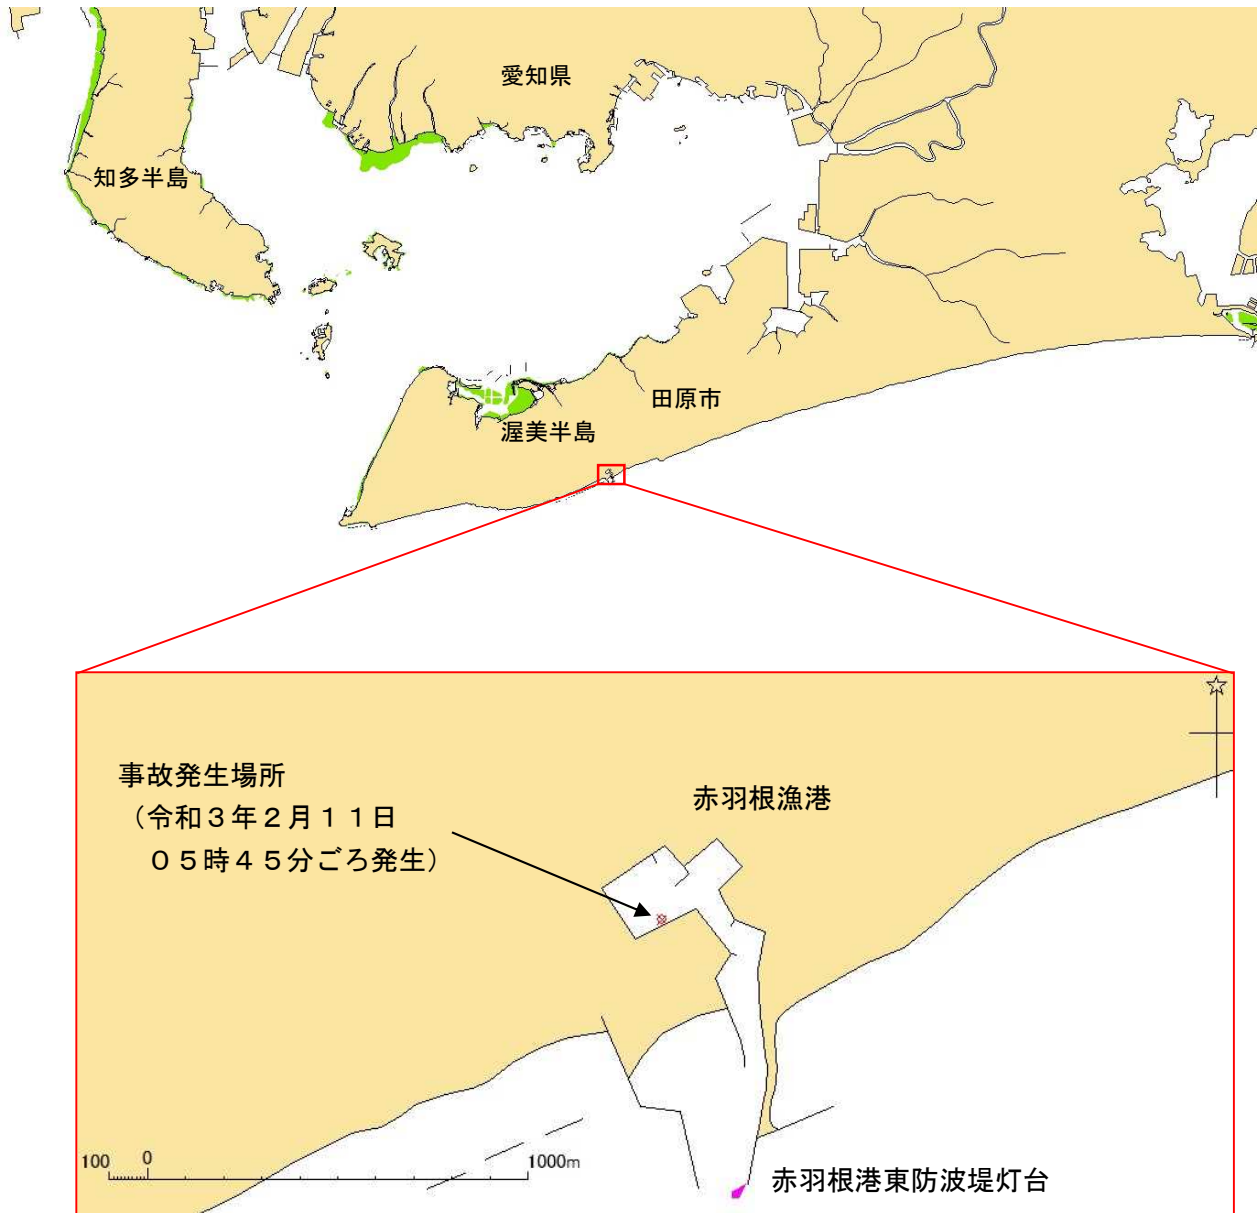 愛知県
知多半島
田原市
渥美半島
事故発生場所
（令和３年２月１１日
０５時４５分ごろ発生）
赤羽根漁港
100 0 1000m
赤羽根港東防波堤灯台